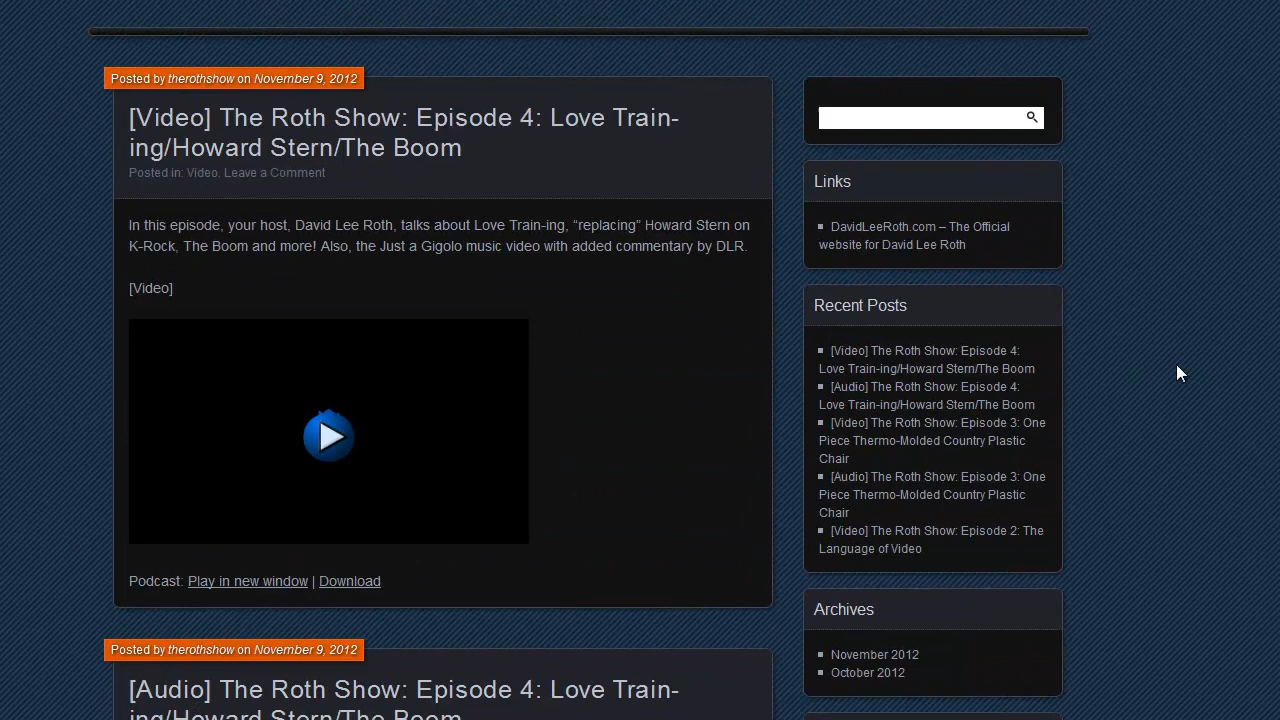 Posted by therothshow on November 9, 2012
[Video] The Roth Show: Episode 4: Love Train-
ing/Howard Stern/The Boom
Posted in: Video. Leave a Comment
In this episode, your host, David Lee Roth, talks about Love Train-ing, “replacing” Howard Stern on
K-Rock, The Boom and more! Also, the Just a Gigolo music video with added commentary by DLR.
[Video]
Podcast: Play in new window | Download
Posted by therothshow on November 9, 2012
[Audio] The Roth Show: Episode 4: Love Train-
ing/Howard Stern/The Boom
Links
DavidLeeRoth.com – The Official
website for David Lee Roth
Recent Posts
[Video] The Roth Show: Episode 4:
Love Train-ing/Howard Stern/The Boom
[Audio] The Roth Show: Episode 4:
Love Train-ing/Howard Stern/The Boom
[Video] The Roth Show: Episode 3: One
Piece Thermo-Molded Country Plastic
Chair
[Audio] The Roth Show: Episode 3: One
Piece Thermo-Molded Country Plastic
Chair
[Video] The Roth Show: Episode 2: The
Language of Video
Archives
November 2012
October 2012